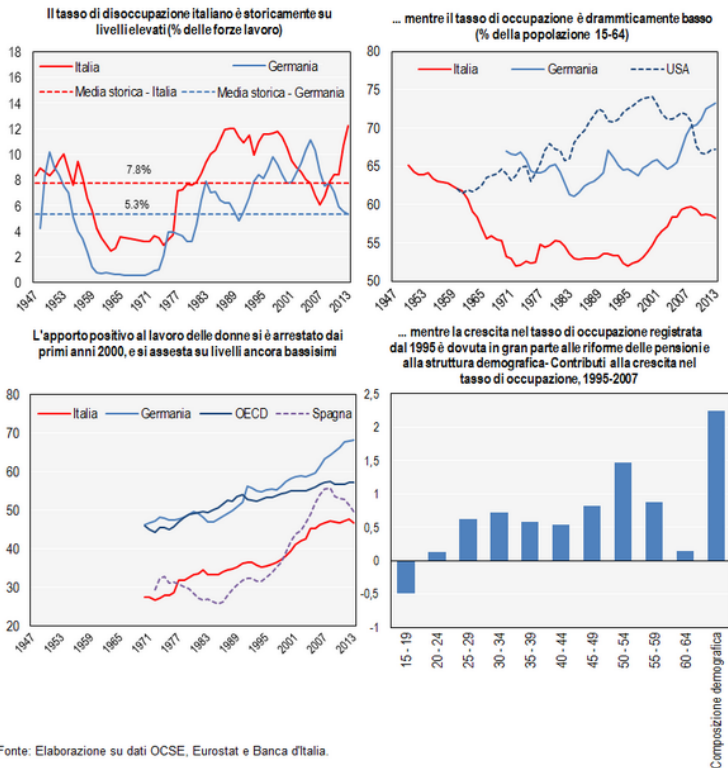 Il tasso di disoccupazione italiano è storicamente su
livelli elevati (% delle forze lavoro)
18
16
14
12
10
8
6
4
2
0
Italia
Germania
Media storica - Italia
Media storica - Germania
7.8%
5.3%
1947
1953
1959
1965
1971
1977
1983
1989
1995
2001
2007
2013
... mentre il tasso di occupazione è drammticamente basso
(% della popolazione 15-64)
80
75
70
65
60
55
50
Italia
Germania
USA
1947
1953
1959
1965
1971
1977
1983
1989
1995
2001
2007
2013
L'apporto positivo al lavoro delle donne si è arrestato dai
primi anni 2000, e si assesta su livelli ancora bassisimi
80
70
60
50
40
30
20
Italia
Germania
OECD
Spagna
1947
1953
1959
1965
1971
1977
1983
1989
1995
2001
2007
2013
... mentre la crescita nel tasso di occupazione registrata
dal 1995 è dovuta in gran parte alle riforme delle pensioni e
alla struttura demografica- Contributi alla crescita nel
tasso di occupazione, 1995-2007
2,5
2
1,5
1
0,5
0
-0,5
-1
15 - 19
20 - 24
25 - 29
30 - 34
35 - 39
40 - 44
45 - 49
50 - 54
55 - 59
60 - 64
Composizione demografica
Fonte: Elaborazione su dati OCSE, Eurostat e Banca d'Italia.